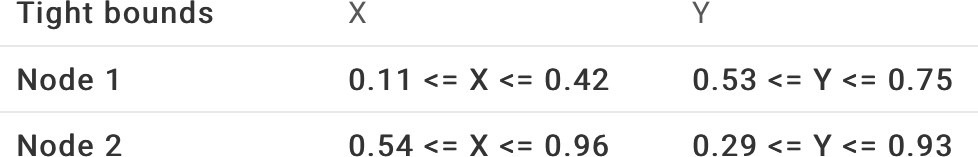 Tight bounds X Y
Node 1 0.11 <= X <= 0.42 0.53 <= Y <= 0.75
Node 2 0.54 <= X <= 0.96 0.29 <= Y <= 0.93